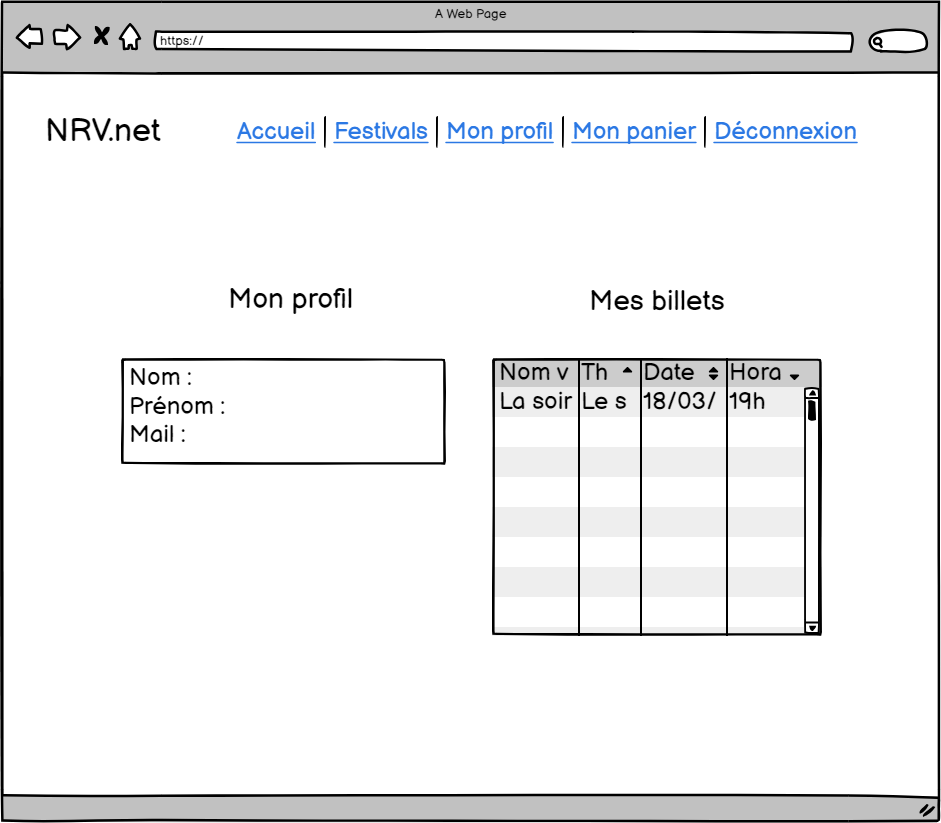 A Web Page
https://
NRV.net
Accueil | Festivals | Mon profil | Mon panier | Déconnexion
Mon profil
Mes billets
Nom :
Prénom :
Mail :
Nom v Th Date Hora
La soir Le s 18/03/ 19h